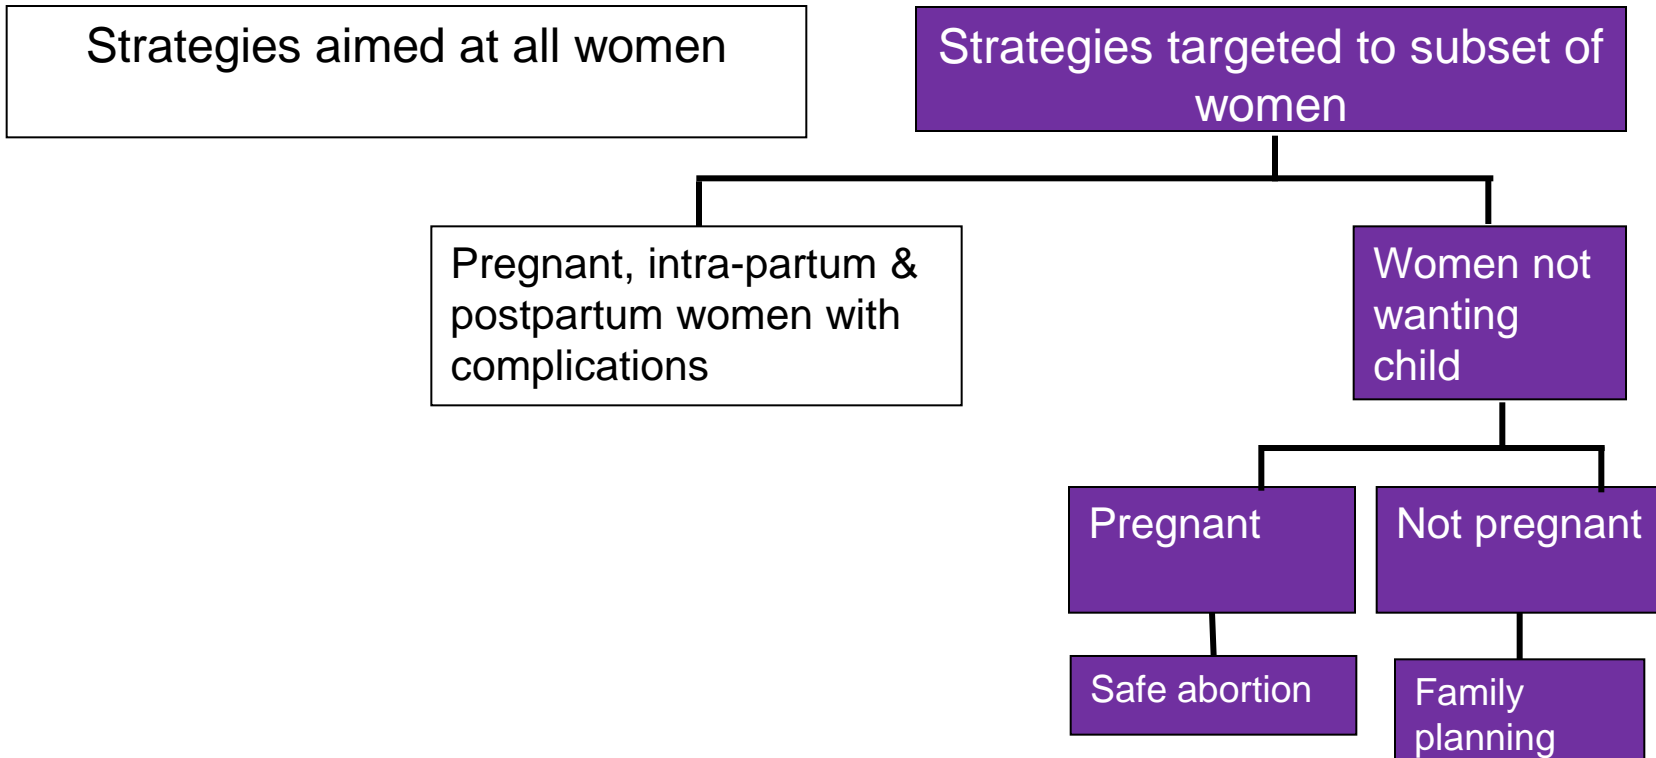 Strategies aimed at all women
Strategies targeted to subset of
women
Pregnant, intra-partum &
postpartum women with
complications
Women not
wanting
child
Pregnant
Not pregnant
Safe abortion
Family
planning